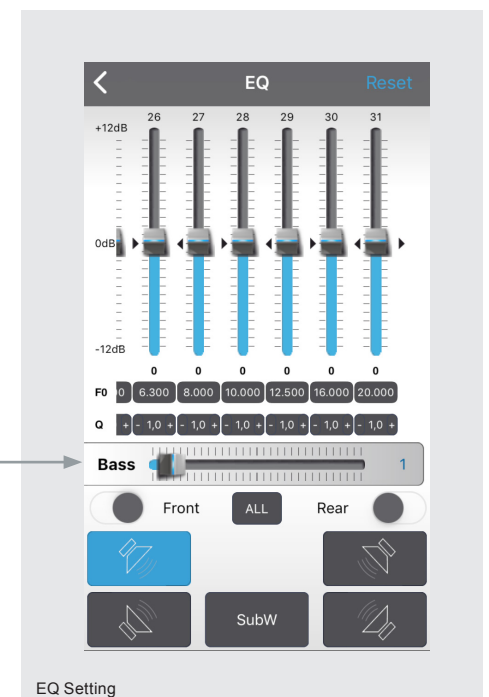 EQ Reset
26 27 28 29 30 31
+12dB
0dB
-12dB
0 0 0 0 0 0
F0 0 6.300 8.000 10.000 12.500 16.000 20.000
Q + - 1,0 + - 1,0 + - 1,0 + - 1,0 + - 1,0 + - 1,0 +
Bass 1
Front ALL Rear
SubW
EQ Setting